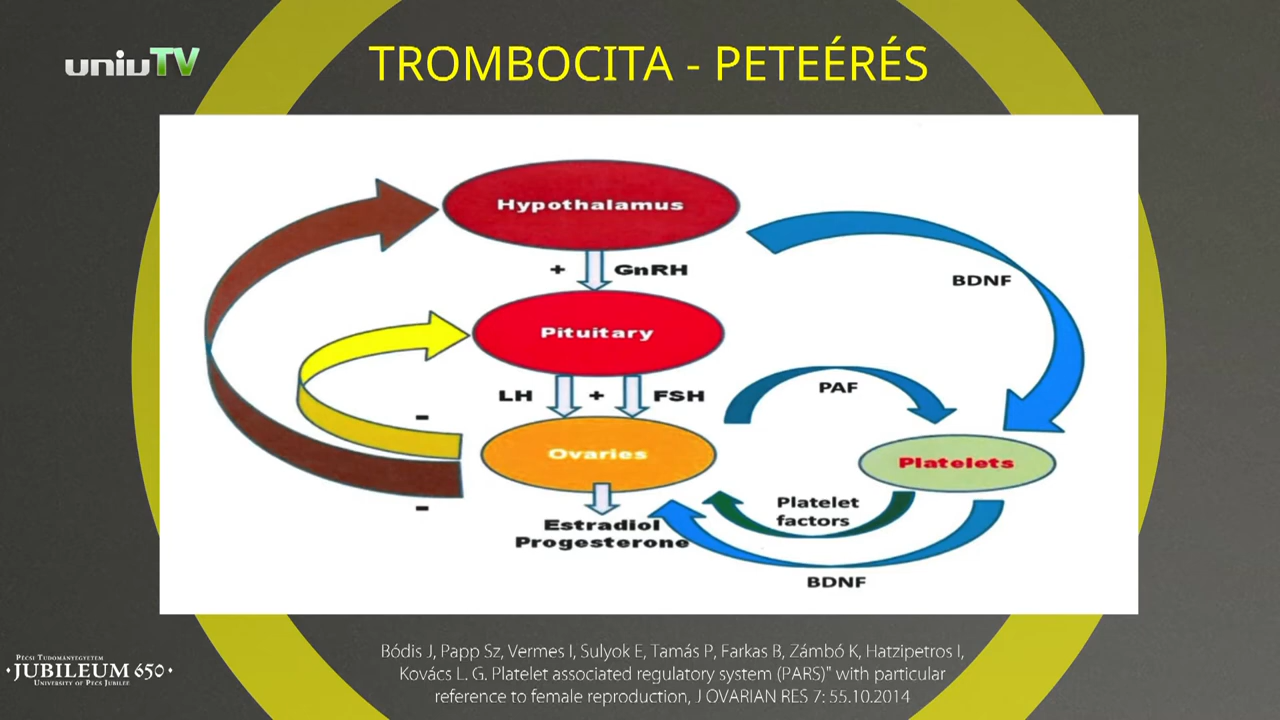 uniuTV
TROMBOCITA - PETEÉRÉS
Hypothalamus
+ GnRH
BDNF
Pituitary
LH + FSH
PAF
-
Ovaries
Platelets
-
Platelet
factors
Estradiol
Progesterone
BDNF
Bódis J, Papp Sz, Vermes I, Sulyok E, Tamás P, Farkas B, Zámbó K, Hatzipetros I,
Kovács L. G. Platelet associated regulatory system (PARS)" with particular
reference to female reproduction, J OVARIAN RES 7: 55.10.2014
Pécsi Tudományegyetem
·JUBILEUM 650·
University of Pécs Jubilee